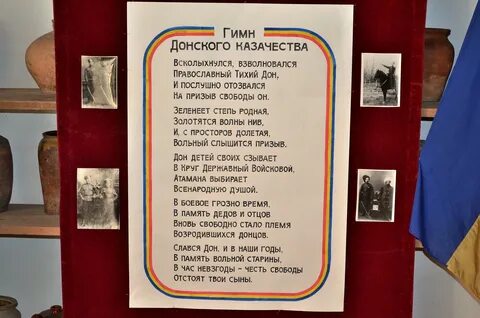 Гимн
Донского казачества
Всколыхнулся, взволновался
Православный Тихий Дон,
И послушно отозвался
На призыв свободы он.
Зеленеет степь родная,
Золотятся волны нив,
И, с просторов долетая,
Вольный слышится призыв.
Дон детей своих сзывает
В Круг Державный Войсковой,
Атамана выбирает
Всенародную душой.
В боевое грозно время,
В память дедов и отцов
Вновь свободно стало племя
Возродившихся донцов.
Славься Дон, и в наши годы,
В память вольной старины,
В час невзгоды – честь свободы
Отстоят твои сыны.